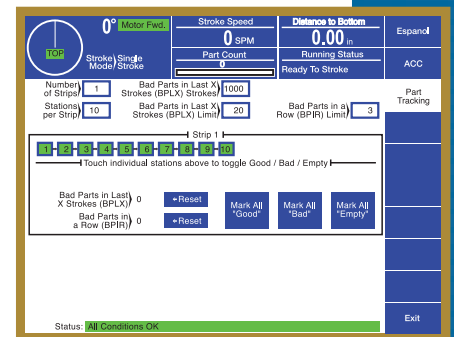 TOP
0° Motor Fwd.
Stroke Mode Single Stroke
Stroke Speed
0 SPM
Distance to Bottom
0.00 in
Part Count
0
Running Status
Ready To Stroke
Espanol
ACC
Part Tracking
Number of Strips 1
Bad Parts in Last X Strokes (BPLX) Strokes 1000
Stations per Strip 10
Bad Parts in Last X Strokes (BPLX) Limit 20
Bad Parts in a Row (BPIR) Limit 3
Strip 1
1 2 3 4 5 6 7 8 9 10
Touch individual stations above to toggle Good / Bad / Empty
Bad Parts in Last X Strokes (BPLX) 0
Reset
Bad Parts in a Row (BPIR) 0
Reset
Mark All "Good"
Mark All "Bad"
Mark All "Empty"
Status: All Conditions OK
Exit